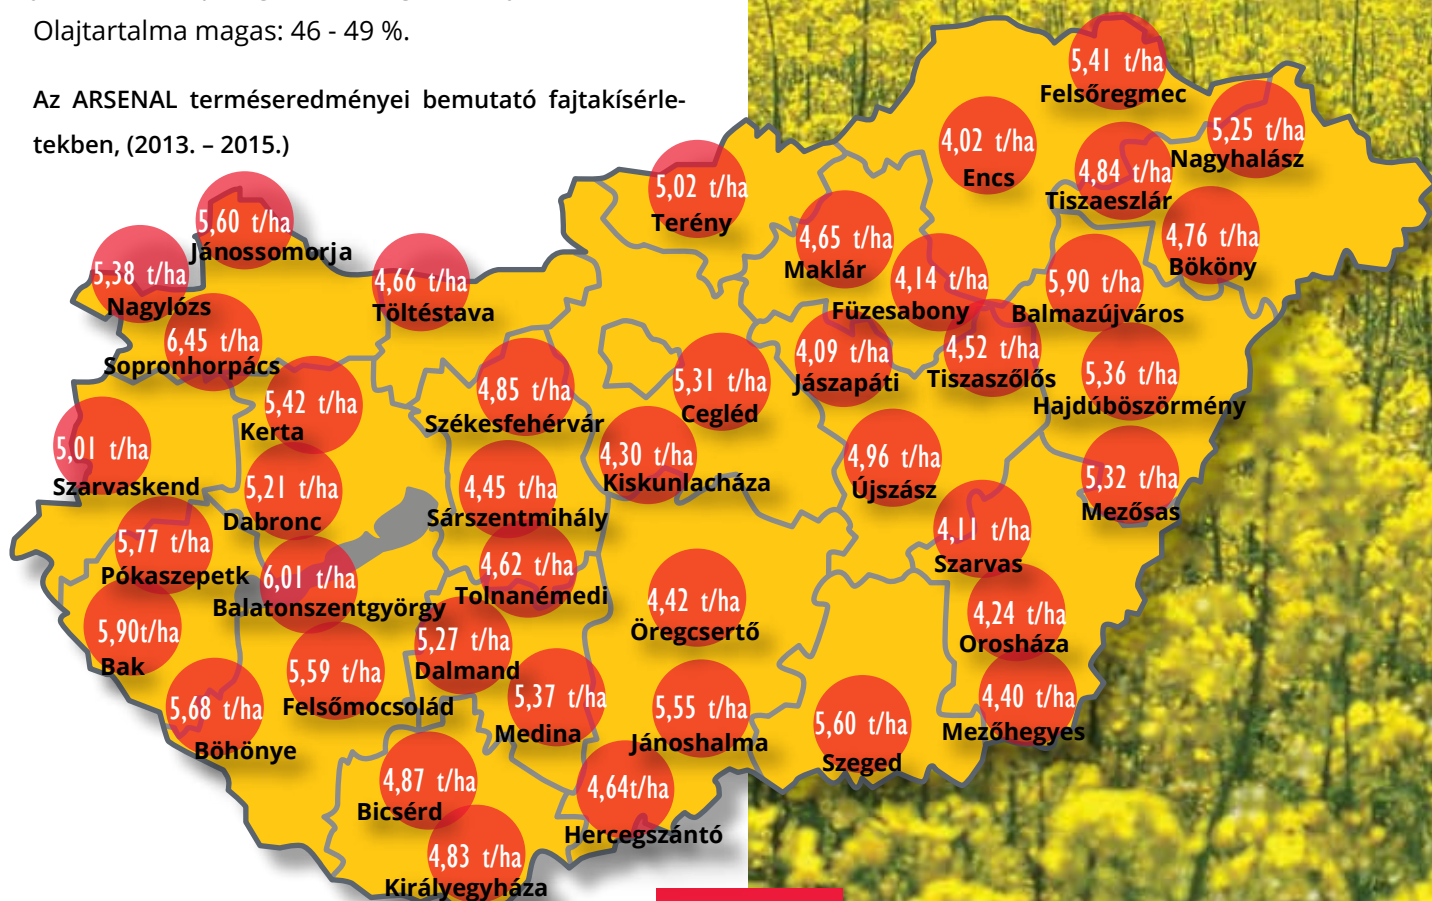 Olajtartalma magas: 46 - 49 %.
Az ARSENAL terméseredményei bemutató fajtakísérle-
tekben, (2013. – 2015.)
5,41 t/ha
Felsőregmec
5,25 t/ha
Nagyhalász
4,02 t/ha
Encs
4,84 t/ha
Tiszaeszlár
5,02 t/ha
Terény
5,60 t/ha
Jánossomorja
4,65 t/ha
Maklár
4,76 t/ha
Bököny
5,38 t/ha
Nagylózs
4,66 t/ha
Töltéstava
4,14 t/ha
Füzesabony
5,90 t/ha
Balmazújváros
6,45 t/ha
Sopronhorpács
4,09 t/ha
Jászapáti
4,52 t/ha
Tiszaszőlős
5,36 t/ha
Hajdúböszörmény
5,42 t/ha
Kerta
4,85 t/ha
Székesfehérvár
5,31 t/ha
Cegléd
5,01 t/ha
Szarvaskend
4,30 t/ha
Kiskunlacháza
4,96 t/ha
Újszász
5,32 t/ha
Mezősas
5,21 t/ha
Dabronc
4,45 t/ha
Sárszentmihály
4,11 t/ha
Szarvas
5,77 t/ha
Pókaszepetk
6,01 t/ha
Balatonszentgyörgy
4,62 t/ha
Tolnanémedi
4,42 t/ha
Öregcsertő
4,24 t/ha
Orosháza
5,90t/ha
Bak
5,27 t/ha
Dalmand
5,59 t/ha
Felsőmocsolád
5,37 t/ha
Medina
5,55 t/ha
Jánoshalma
5,60 t/ha
Szeged
4,40 t/ha
Mezőhegyes
5,68 t/ha
Böhönye
4,87 t/ha
Bicsérd
4,64t/ha
Hercegszántó
4,83 t/ha
Királyegyháza